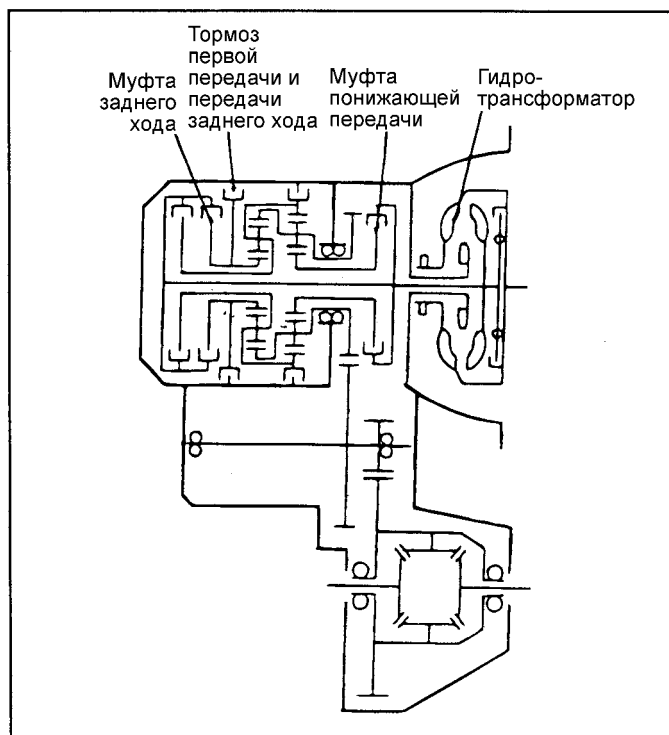 Муфта
заднего
хода
Тормоз
первой
передачи и
передачи
заднего хода
Муфта
понижающей
передачи
Гидро-
трансформатор